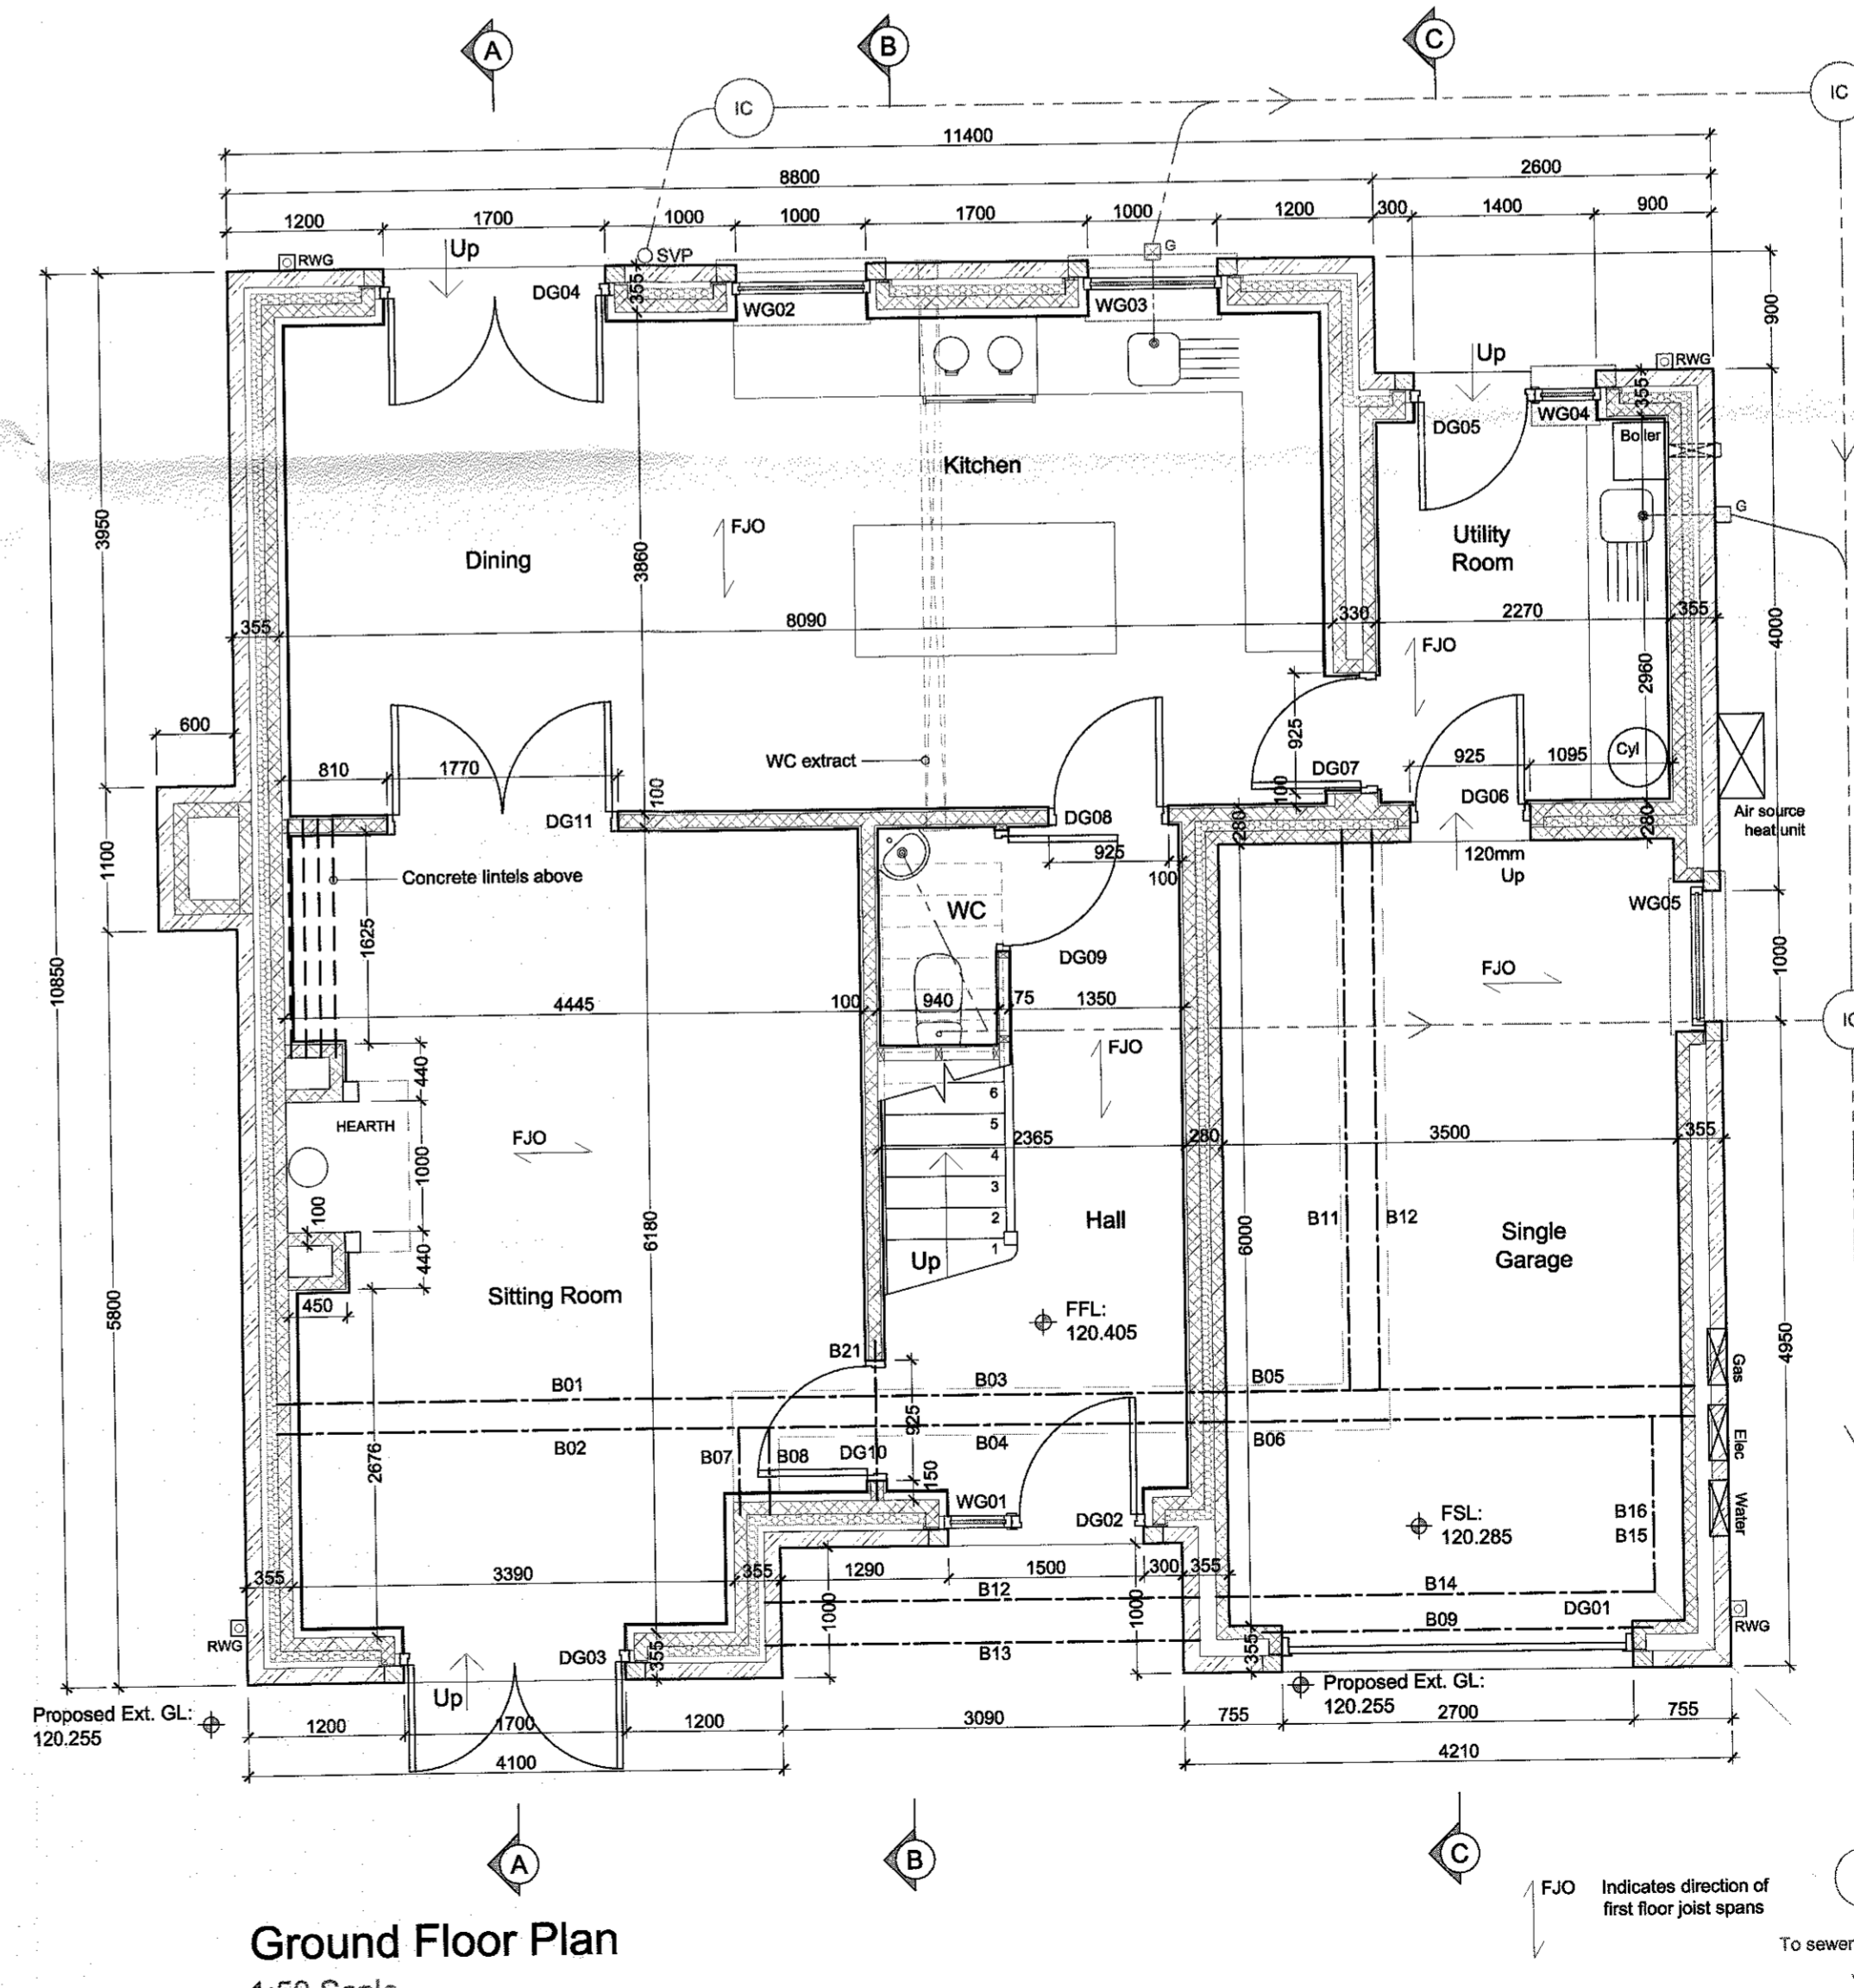 A
B
C
IC
IC
11400
8800
2600
1200
1700
1000
1000
1700
1000
1200
300
1400
900
RWG
Up
SVP
G
DG04
355
WG02
WG03
Up
RWG
900
355
WG04
DG05
Boiler
Kitchen
G
3950
FJO
Utility
Room
Dining
3860
355
8090
330
2270
355
4000
FJO
2960
600
925
WC extract
Cyl
810
1770
100
DG07
925
1095
100
DG06
DG11
DG08
280
280
Air source
heat unit
1100
Concrete lintels above
925
120mm
Up
100
WC
WG05
1625
DG09
FJO
10850
1000
4445
100
940
75
1350
IC
FJO
440
6
HEARTH
5
FJO
2365
280
3500
355
4
1000
3
100
2
B11
B12
6180
Hall
6000
Single
Garage
1
440
Up
Sitting Room
450
5800
FFL:
120.405
4950
B21
Gas
B01
B03
B05
925
B02
B04
B06
Elec
2676
B07
B08
DG10
150
WG01
Water
DG02
FSL:
120.285
B16
B15
355
3390
355
1290
1500
300
355
B12
B14
1000
1000
DG01
B09
RWG
RWG
DG03
355
B13
355
Up
Proposed Ext. GL:
120.255
Proposed Ext. GL:
120.255
1200
1700
1200
3090
755
2700
755
4100
4210
A
B
C
FJO
Indicates direction of
first floor joist spans
Ground Floor Plan
To sewer
1:50 Scale